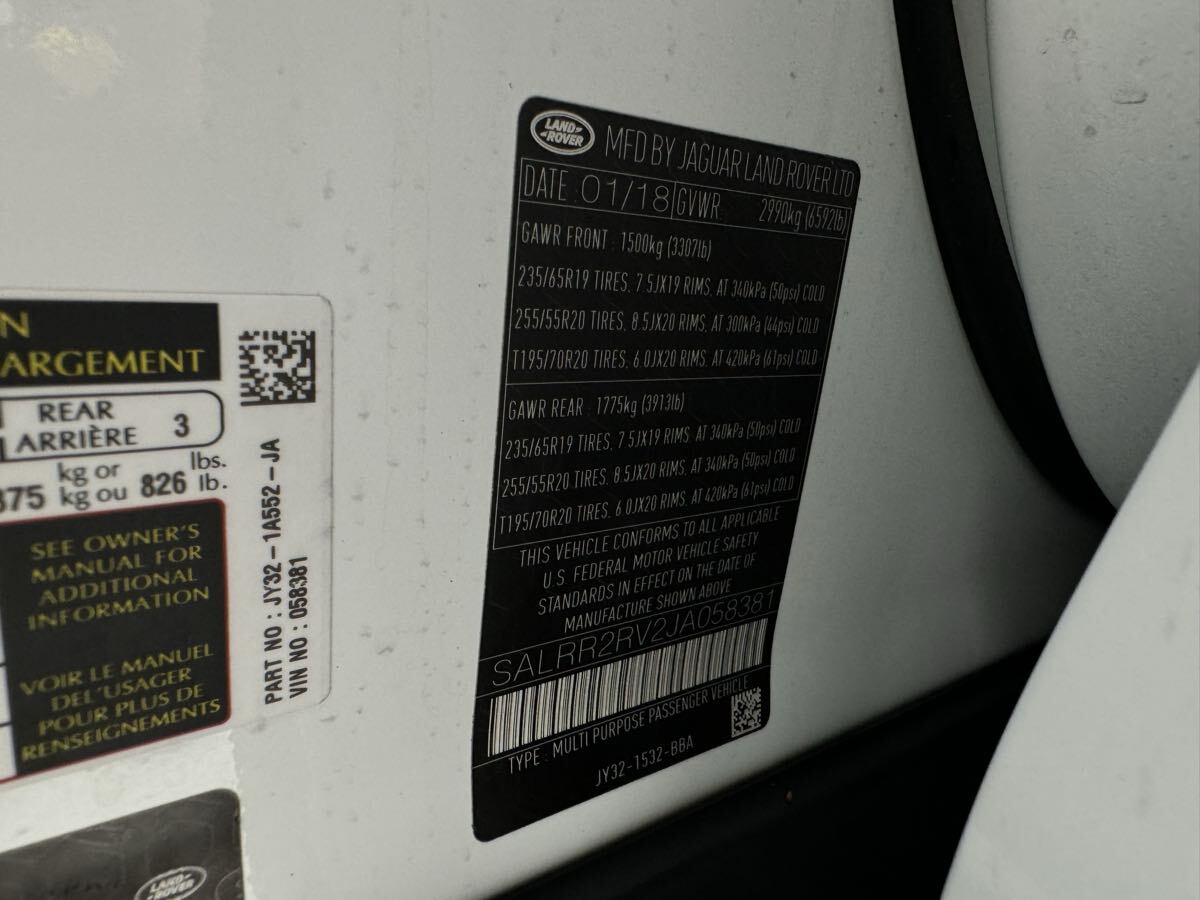 N
ARGEMENT
REAR
ARRIÈRE 3
375 kg or
kg ou 826 lbs.
lb.
SEE OWNER'S
MANUAL FOR
ADDITIONAL
INFORMATION
VOIR LE MANUEL
DEL'USAGER
POUR PLUS DE
RENSEIGNEMENTS
PART NO : JY32-1A552-JA
VIN NO : 058381
LAND
ROVER
LAND
ROVER
MFD BY JAGUAR LAND ROVER LTD
DATE : 01/18 GVWR: 2990kg (6592lb)
GAWR FRONT : 1500kg (3307lb)
235/65R19 TIRES, 7.5JX19 RIMS, AT 340kPa (50psi) COLD
255/55R20 TIRES, 8.5JX20 RIMS, AT 300kPa (44psi) COLD
T195/70R20 TIRES, 6.0JX20 RIMS, AT 420kPa (61psi) COLD
GAWR REAR : 1775kg (3913lb)
235/65R19 TIRES, 7.5JX19 RIMS, AT 340kPa (50psi) COLD
255/55R20 TIRES, 8.5JX20 RIMS, AT 340kPa (50psi) COLD
T195/70R20 TIRES, 6.0JX20 RIMS, AT 420kPa (61psi) COLD
THIS VEHICLE CONFORMS TO ALL APPLICABLE
U.S. FEDERAL MOTOR VEHICLE SAFETY
STANDARDS IN EFFECT ON THE DATE OF
MANUFACTURE SHOWN ABOVE
SALRR2RV2JA058381
TYPE : MULTI PURPOSE PASSENGER VEHICLE
JY32-1532-BBA